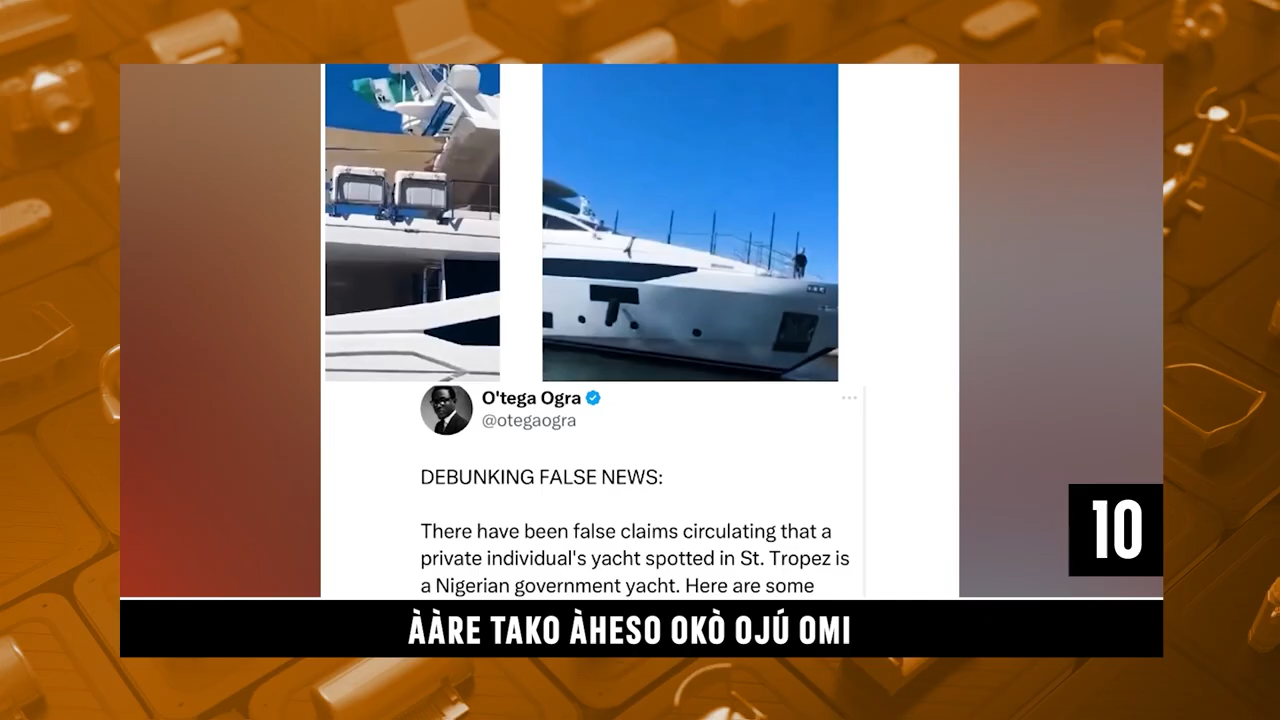 O'tega Ogra
@otegaogra
DEBUNKING FALSE NEWS:
There have been false claims circulating that a
private individual's yacht spotted in St. Tropez is
a Nigerian government yacht. Here are some
10
ÀÀRE TAKO ÀHESO OKÒ OJÚ OMI